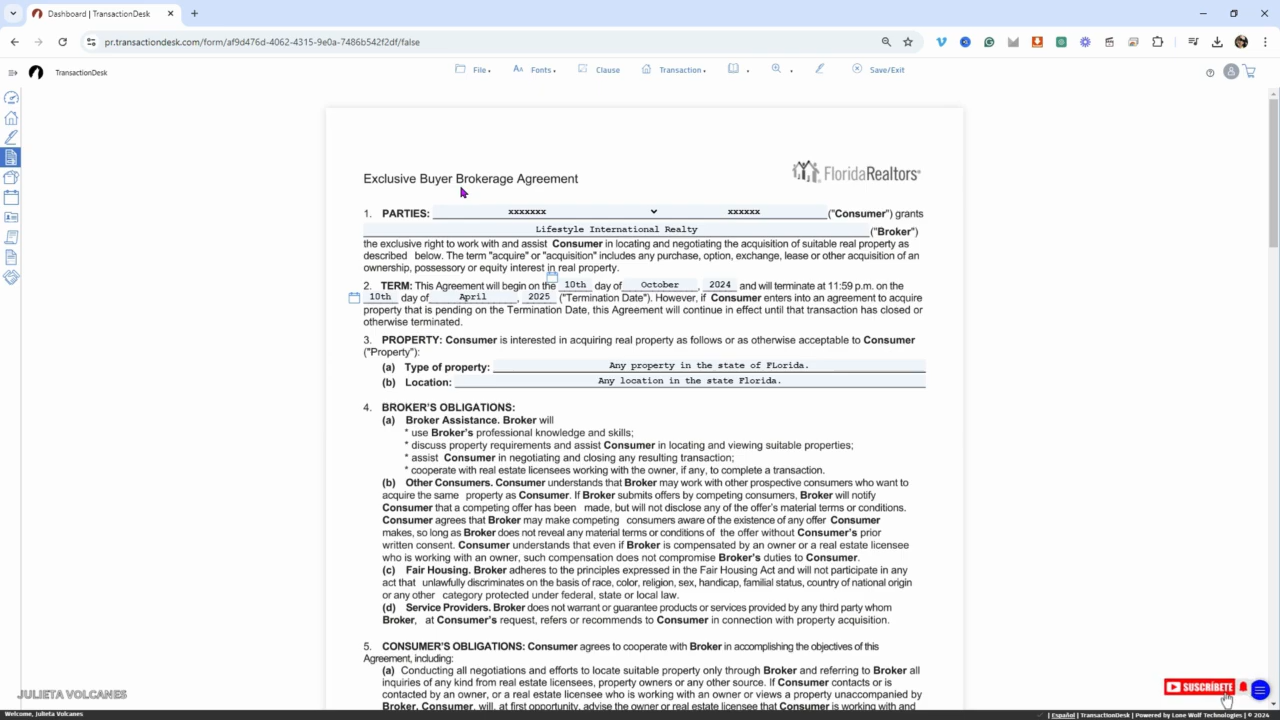 Dashboard | TransactionDesk
pr.transactiondesk.com/form/af9d476d-4062-4315-9e0a-7486b542f2df/false
TransactionDesk
File
Fonts
Clause
Transaction
Save/Exit
FloridaRealtors®
Exclusive Buyer Brokerage Agreement
1. PARTIES: xxxxxxx xxxxxx ("Consumer") grants
Lifestyle International Realty ("Broker")
the exclusive right to work with and assist Consumer in locating and negotiating the acquisition of suitable real property as
described below. The term "acquire" or "acquisition" includes any purchase, option, exchange, lease or other acquisition of an
ownership, possessory or equity interest in real property.
2. TERM: This Agreement will begin on the 10th day of October, 2024 and will terminate at 11:59 p.m. on the
10th day of April, 2025 ("Termination Date"). However, if Consumer enters into an agreement to acquire
property that is pending on the Termination Date, this Agreement will continue in effect until that transaction has closed or
otherwise terminated.
3. PROPERTY: Consumer is interested in acquiring real property as follows or as otherwise acceptable to Consumer
("Property"):
(a) Type of property: Any property in the state of FLorida.
(b) Location: Any location in the state Florida.
4. BROKER'S OBLIGATIONS:
(a) Broker Assistance. Broker will
* use Broker's professional knowledge and skills;
* discuss property requirements and assist Consumer in locating and viewing suitable properties;
* assist Consumer in negotiating and closing any resulting transaction;
* cooperate with real estate licensees working with the owner, if any, to complete a transaction.
(b) Other Consumers. Consumer understands that Broker may work with other prospective consumers who want to
acquire the same property as Consumer. If Broker submits offers by competing consumers, Broker will notify
Consumer that a competing offer has been made, but will not disclose any of the offer's material terms or conditions.
Consumer agrees that Broker may make competing consumers aware of the existence of any offer Consumer
makes, so long as Broker does not reveal any material terms or conditions of the offer without Consumer's prior
written consent. Consumer understands that even if Broker is compensated by an owner or a real estate licensee
who is working with an owner, such compensation does not compromise Broker's duties to Consumer.
(c) Fair Housing. Broker adheres to the principles expressed in the Fair Housing Act and will not participate in any
act that unlawfully discriminates on the basis of race, color, religion, sex, handicap, familial status, country of national origin
or any other category protected under federal, state or local law.
(d) Service Providers. Broker does not warrant or guarantee products or services provided by any third party whom
Broker, at Consumer's request, refers or recommends to Consumer in connection with property acquisition.
5. CONSUMER'S OBLIGATIONS: Consumer agrees to cooperate with Broker in accomplishing the objectives of this
Agreement, including:
(a) Conducting all negotiations and efforts to locate suitable property only through Broker and referring to Broker all
inquiries of any kind from real estate licensees, property owners or any other source. If Consumer contacts or is
contacted by an owner, or a real estate licensee who is working with an owner or views a property unaccompanied by
Broker, Consumer, will, at first opportunity, advise the owner or real estate licensee that Consumer is working with and
JULIETA VOLCANES
SUSCRÍBETE
Welcome, Julieta Volcanes
| Español | TransactionDesk | Powered by Lone Wolf Technologies | © 2024